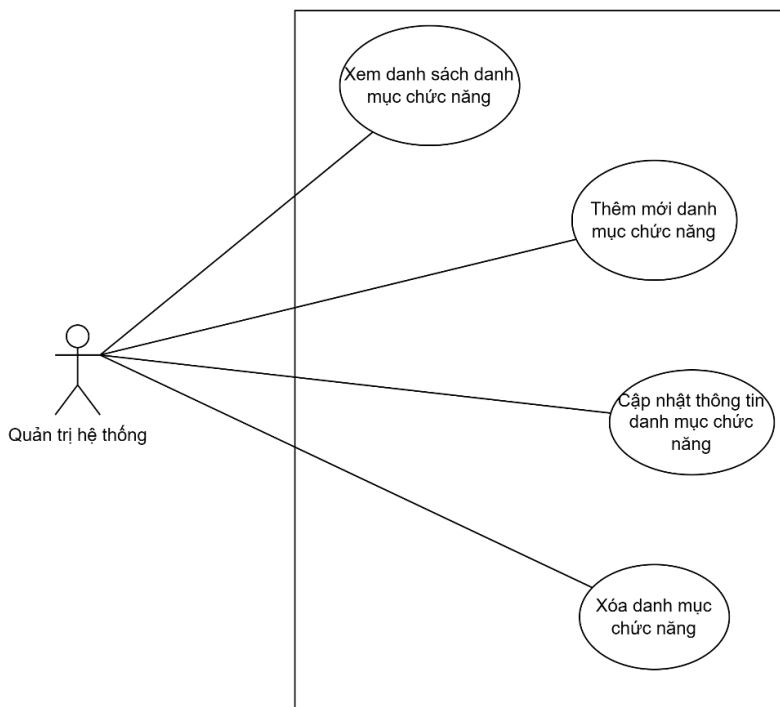 Xem danh sách danh
mục chức năng
Thêm mới danh
mục chức năng
Quản trị hệ thống
Cập nhật thông tin
danh mục chức
năng
Xóa danh mục
chức năng